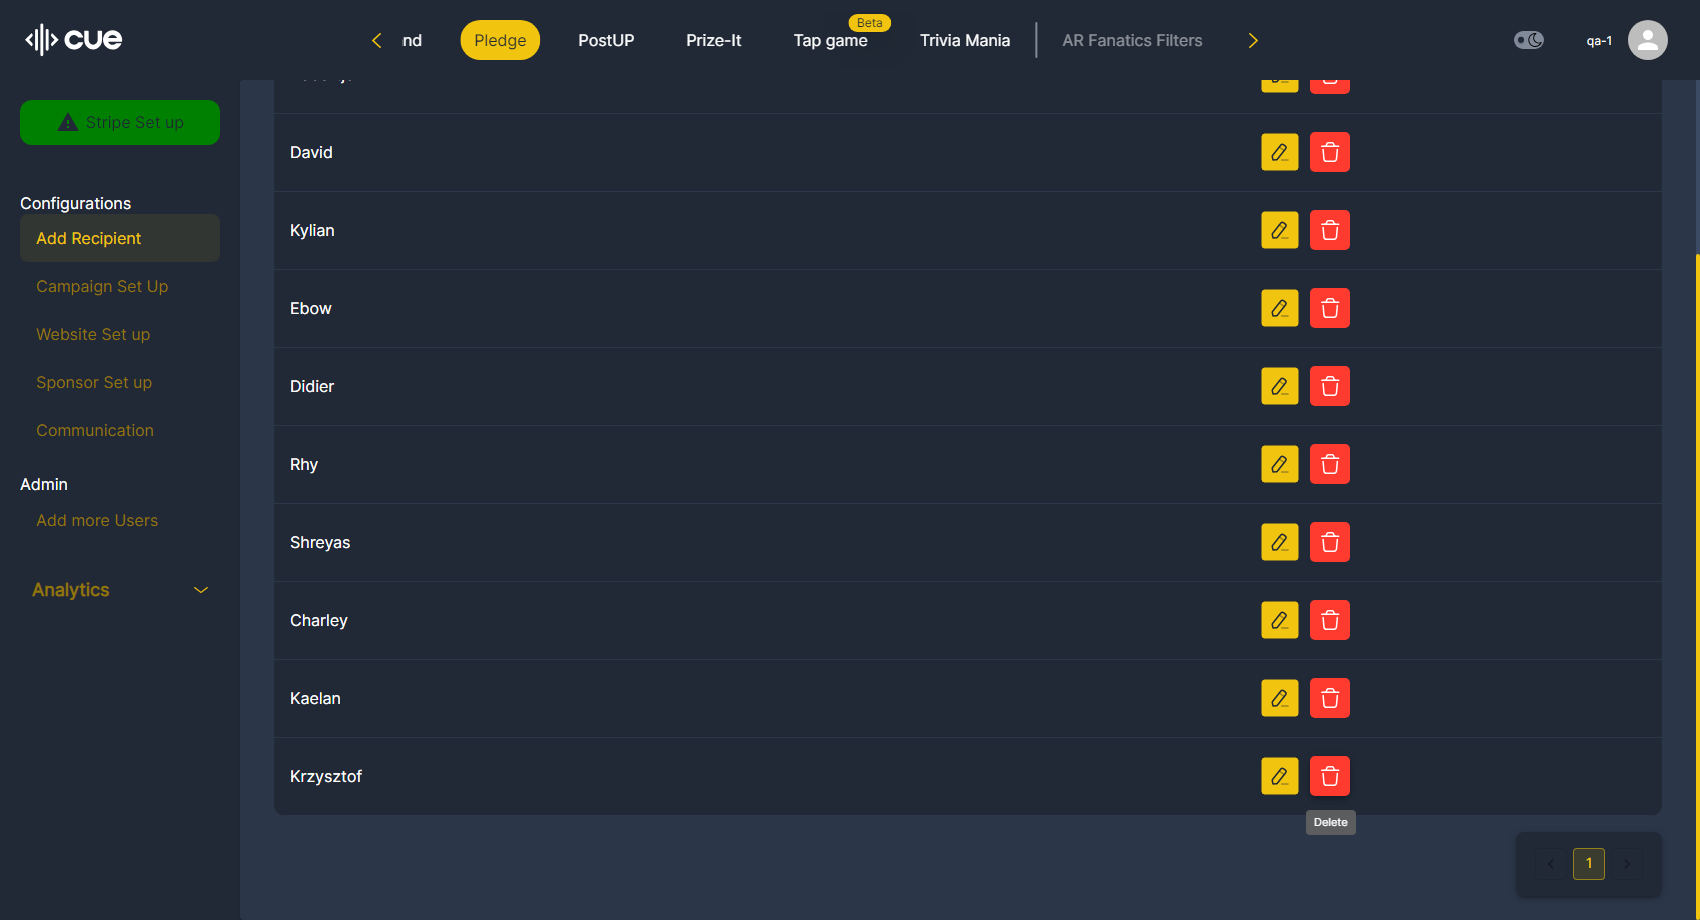 cue
nd
Pledge
PostUP
Prize-It
Tap game
Beta
Trivia Mania
AR Fanatics Filters
qa-1
Stripe Set up
Configurations
Add Recipient
Campaign Set Up
Website Set up
Sponsor Set up
Communication
Admin
Add more Users
Analytics
David
Kylian
Ebow
Didier
Rhy
Shreyas
Charley
Kaelan
Krzysztof
Delete
1